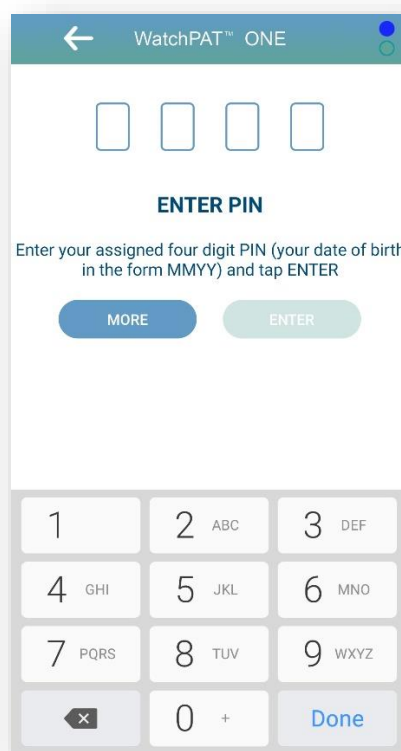 WatchPAT™ ONE
ENTER PIN
Enter your assigned four digit PIN (your date of birth
in the form MMYY) and tap ENTER
MORE ENTER
1 2 ABC 3 DEF
4 GHI 5 JKL 6 MNO
7 PQRS 8 TUV 9 WXYZ
0 + Done